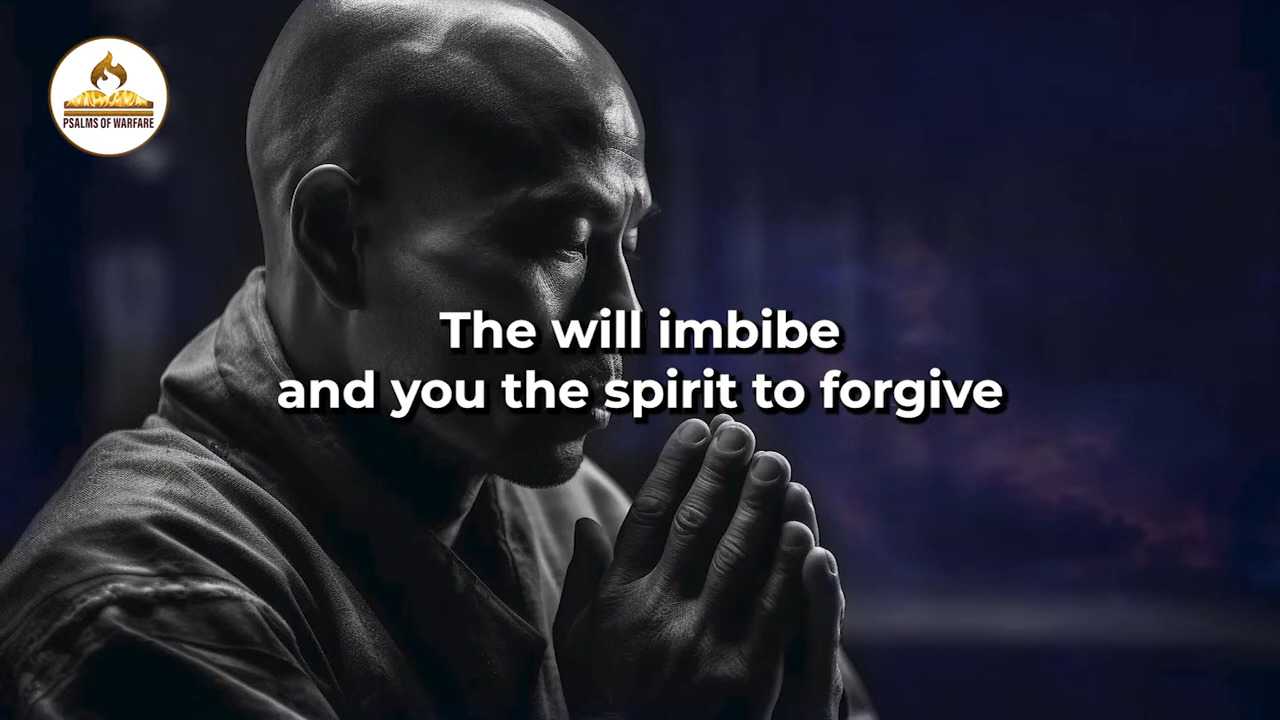 PSALMS OF WARFARE
The will imbibe
and you the spirit to forgive